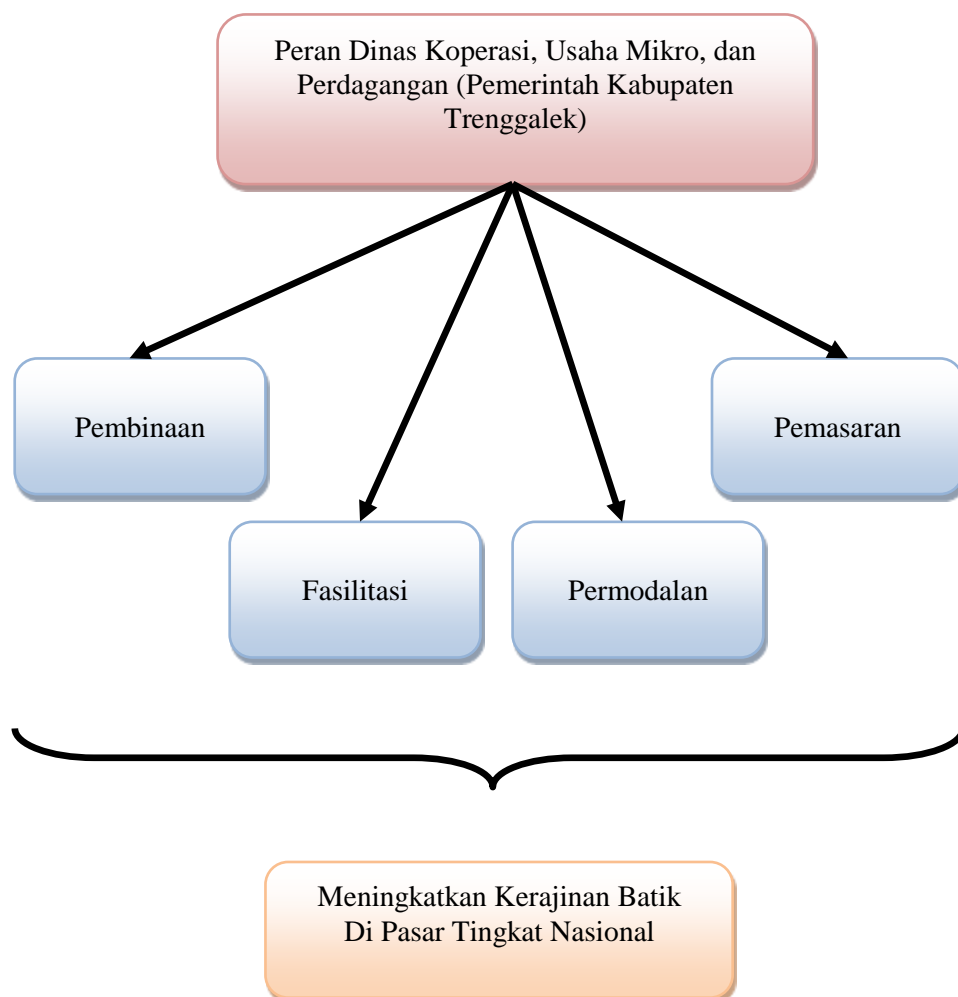 Peran Dinas Koperasi, Usaha Mikro, dan
Perdagangan (Pemerintah Kabupaten
Trenggalek)
Pembinaan
Pemasaran
Fasilitasi
Permodalan
Meningkatkan Kerajinan Batik
Di Pasar Tingkat Nasional